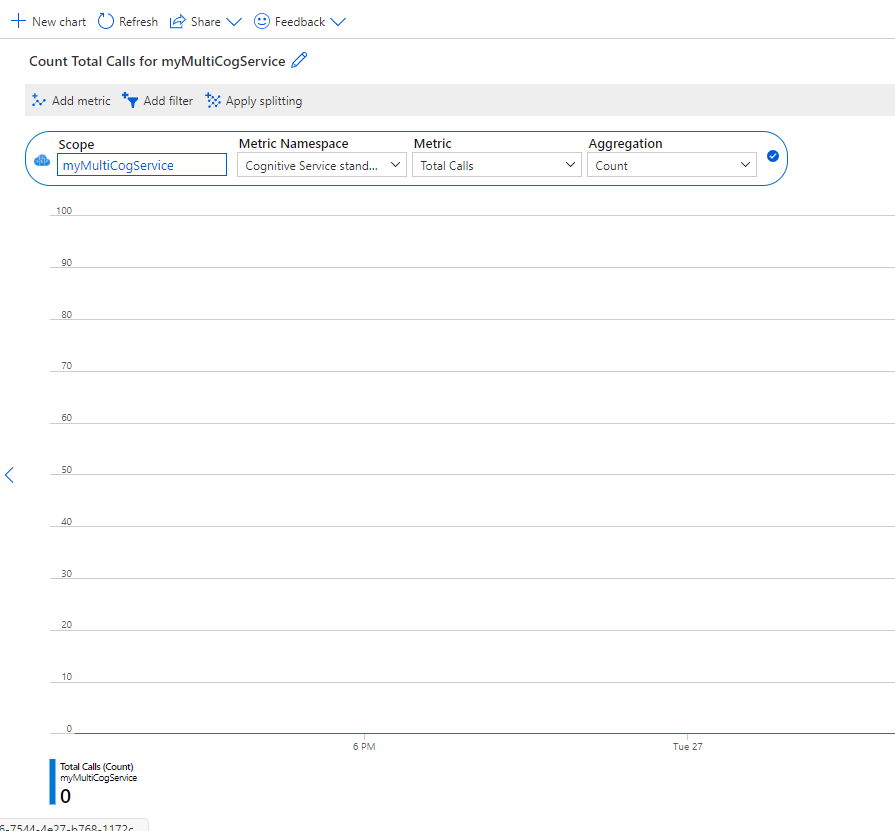 New chart Refresh Share Feedback
Count Total Calls for myMultiCogService
Add metric Add filter Apply splitting
Scope Metric Namespace Metric Aggregation
myMultiCogService Cognitive Service stand... Total Calls Count
100
90
80
70
60
50
40
30
20
10
0
6 PM Tue 27
Total Calls (Count)
myMultiCogService
0
6-7544-4e27-b768-1172c